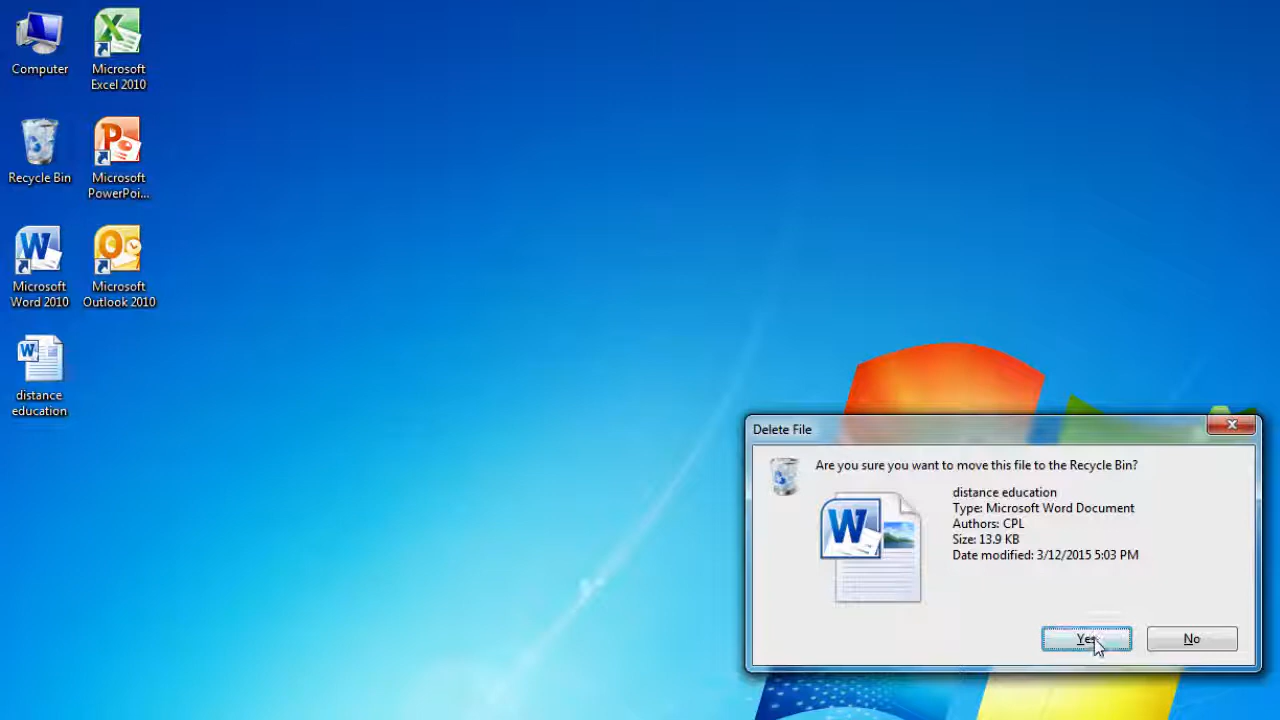 Computer
Microsoft
Excel 2010
Recycle Bin
Microsoft
PowerPoi...
Microsoft
Word 2010
Microsoft
Outlook 2010
distance
education
Delete File
Are you sure you want to move this file to the Recycle Bin?
distance education
Type: Microsoft Word Document
Authors: CPL
Size: 13.9 KB
Date modified: 3/12/2015 5:03 PM
Yes
No